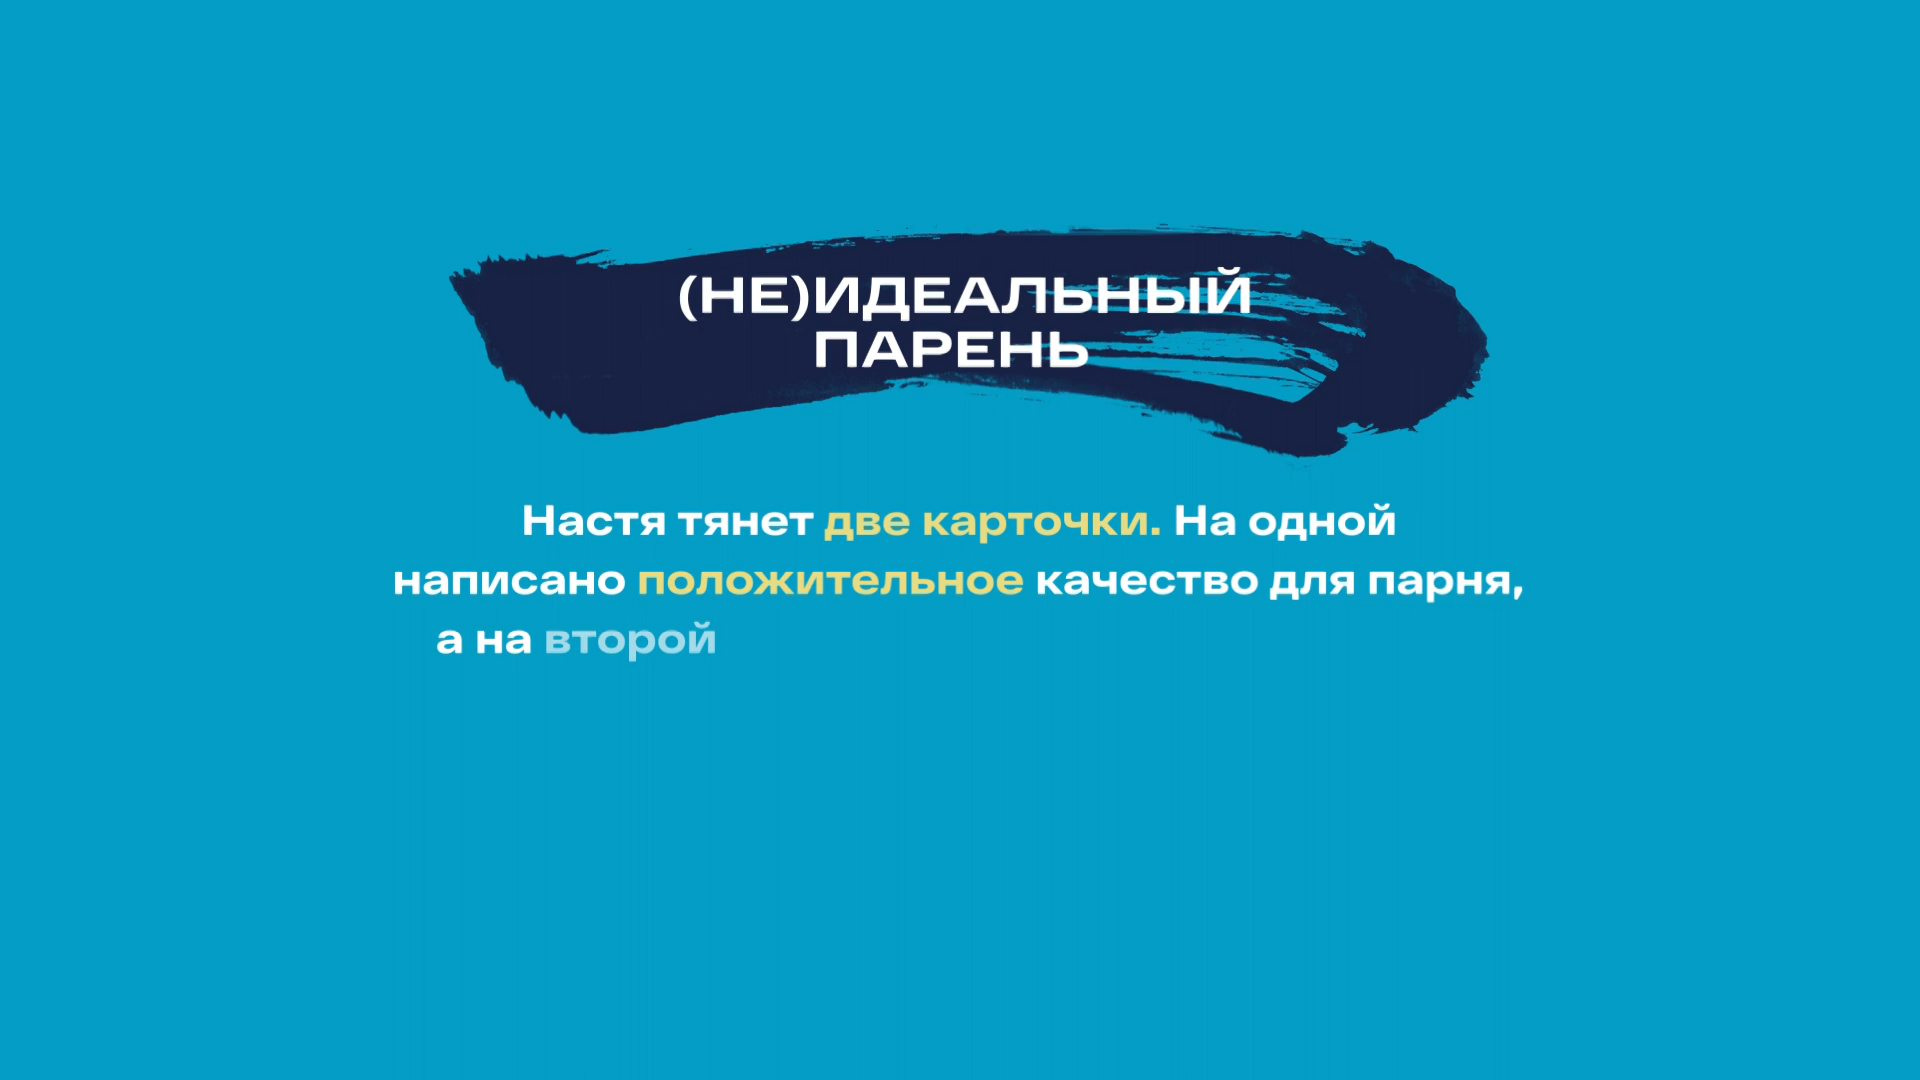 (НЕ)ИДЕАЛЬНЫЙ
ПАРЕНЬ
Настя тянет две карточки. На одной
написано положительное качество для парня,
а на второй